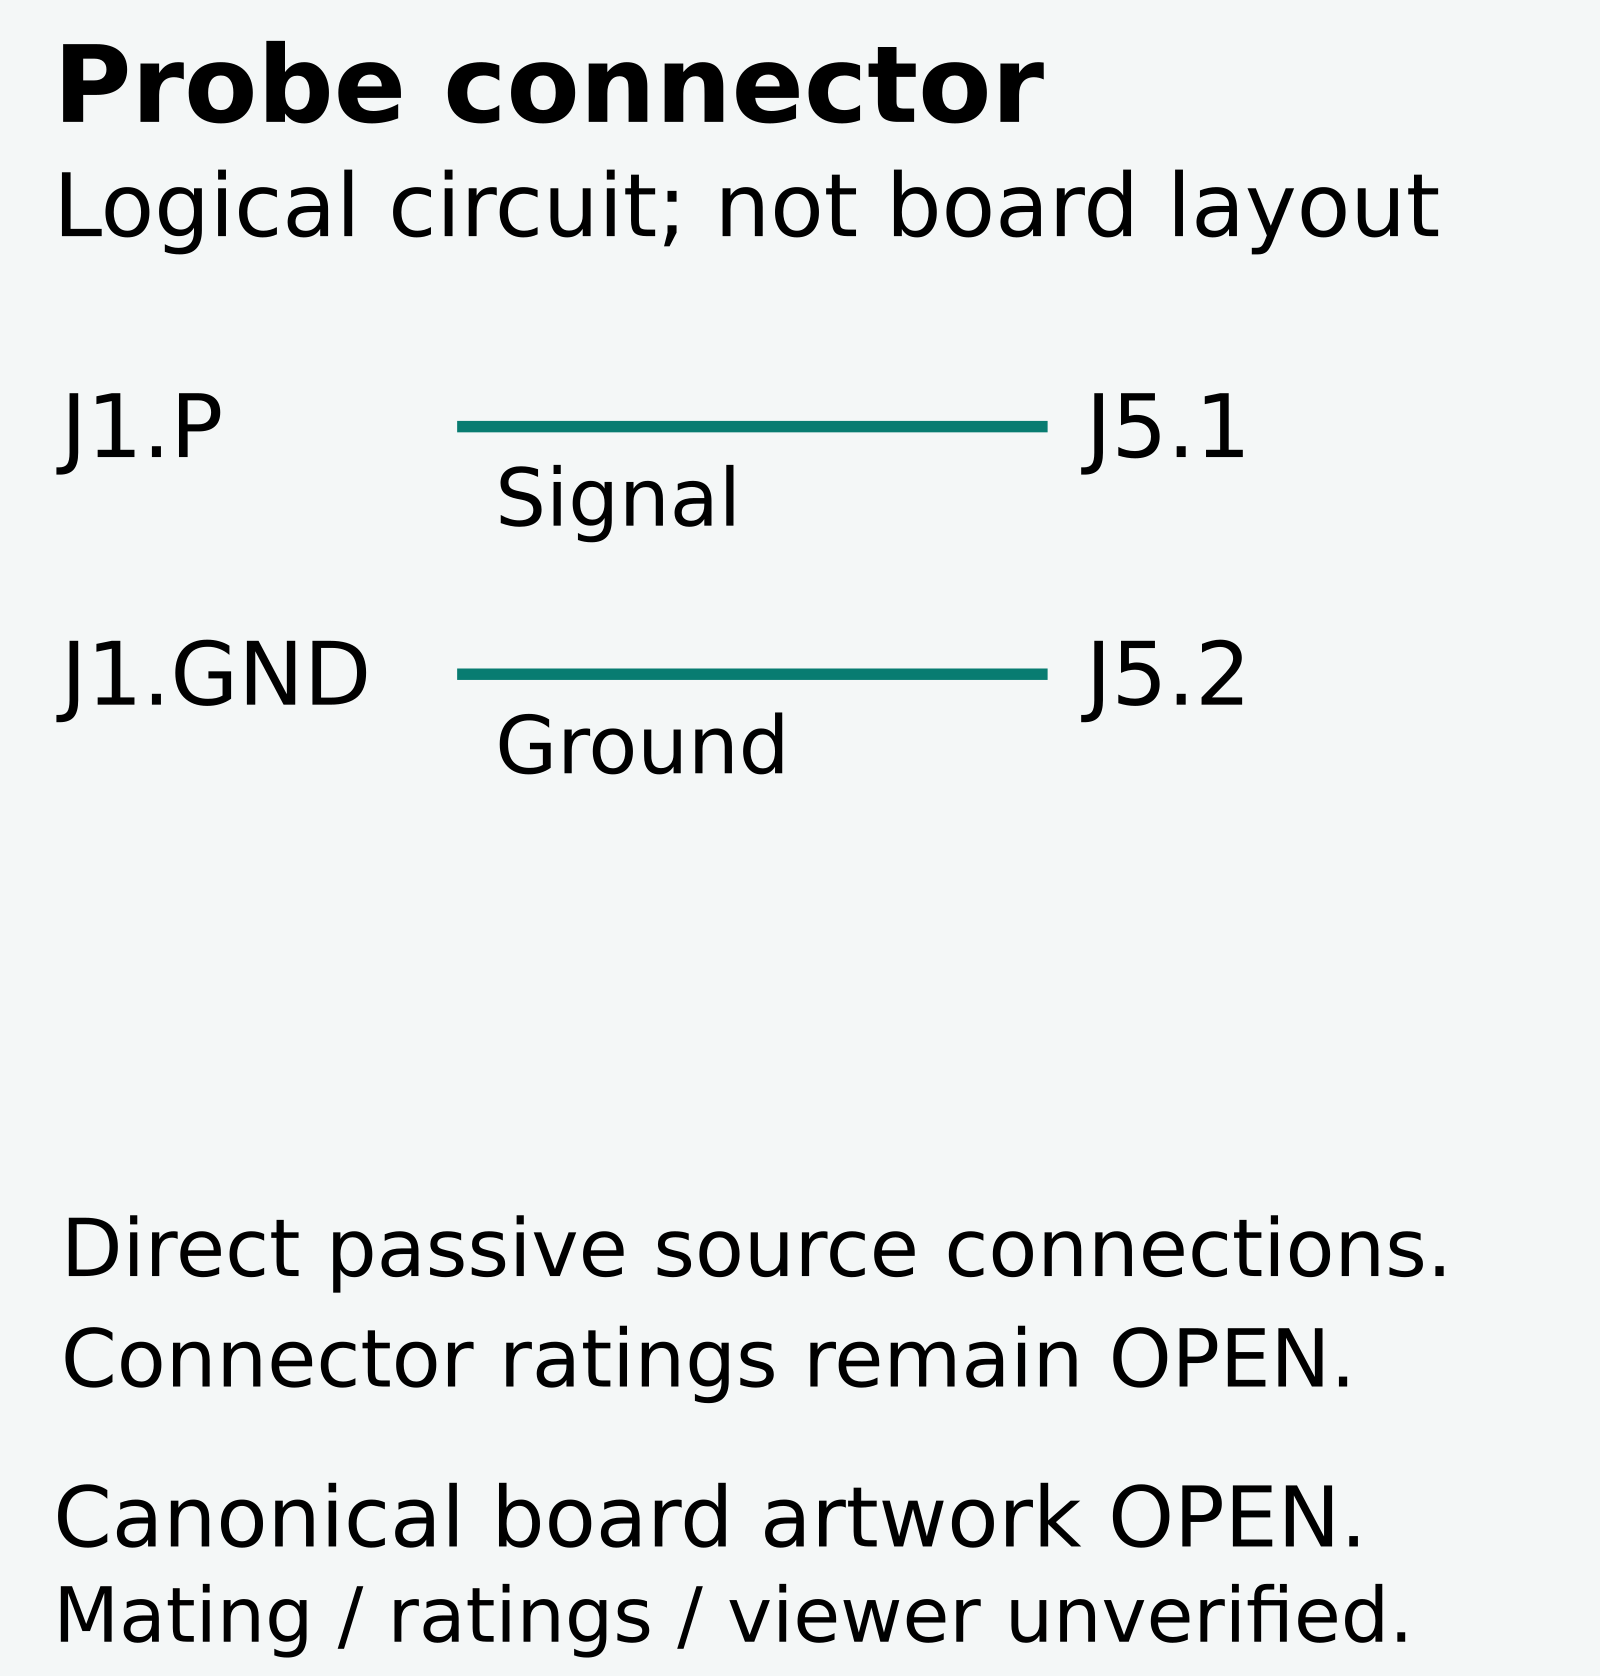 Probe connector
Logical circuit; not board layout
J1.P J5.1
Signal
J1.GND J5.2
Ground
Direct passive source connections.
Connector ratings remain OPEN.
Canonical board artwork OPEN.
Mating / ratings / viewer unverified.